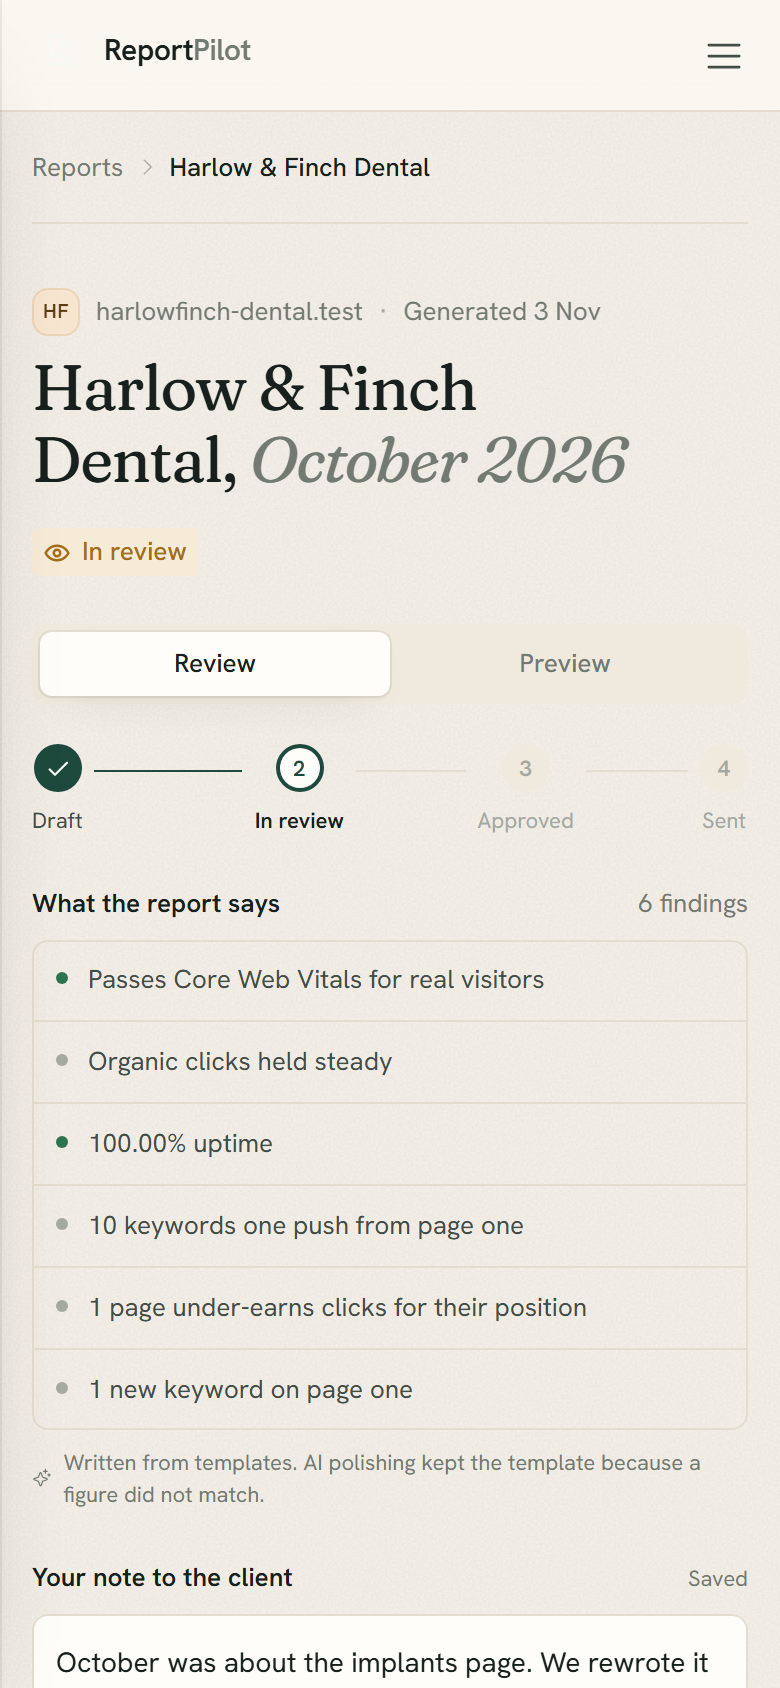 ReportPilot
Reports > Harlow & Finch Dental
HF harlowfinch-dental.test · Generated 3 Nov
Harlow & Finch
Dental, October 2026
In review
Review Preview
2 3 4
Draft In review Approved Sent
What the report says 6 findings
Passes Core Web Vitals for real visitors
Organic clicks held steady
100.00% uptime
10 keywords one push from page one
1 page under-earns clicks for their position
1 new keyword on page one
Written from templates. AI polishing kept the template because a
figure did not match.
Your note to the client Saved
October was about the implants page. We rewrote it